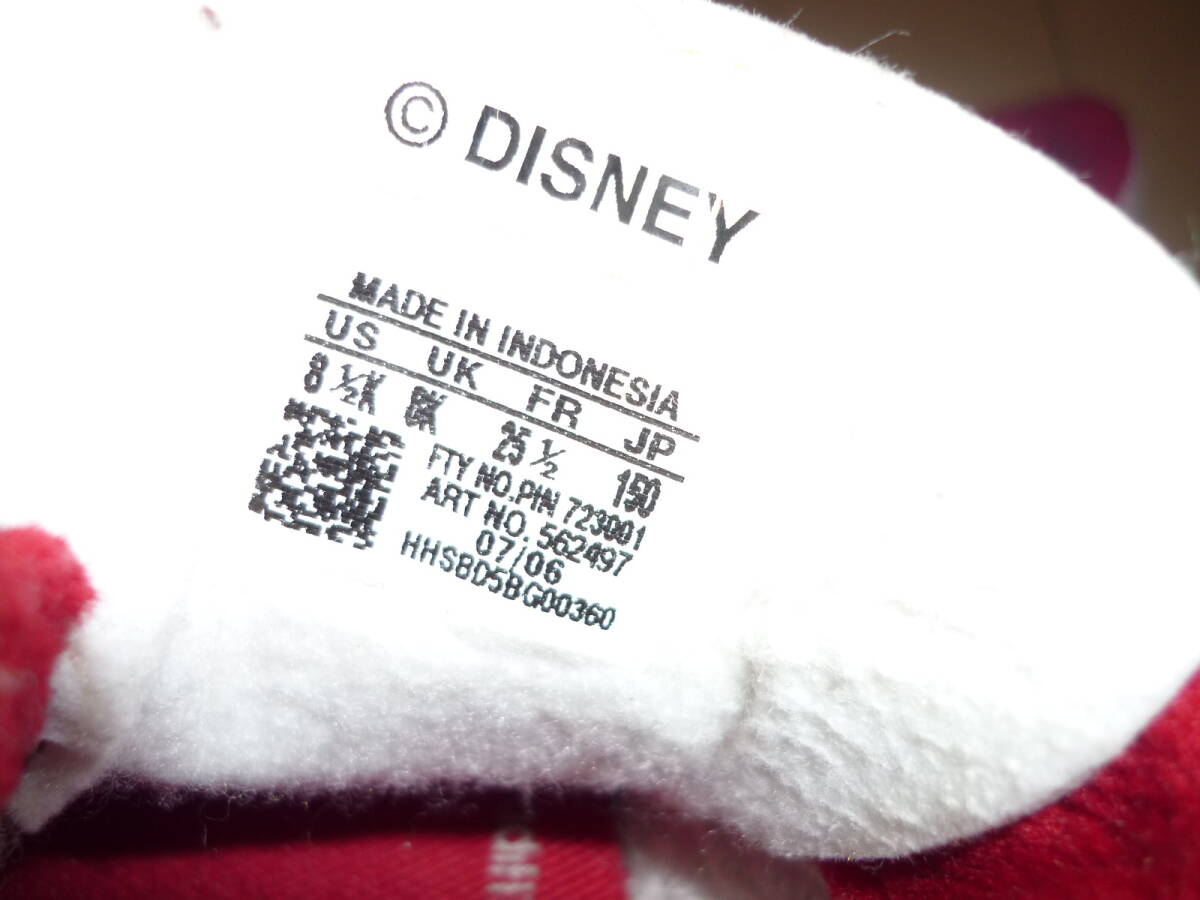 © DISNEY
MADE IN INDONESIA
US UK FR JP
8 ½K 8K 25 ½ 150
FTY NO.PIN 723001
ART NO. 562497
07/06
HHSBD5BG00360